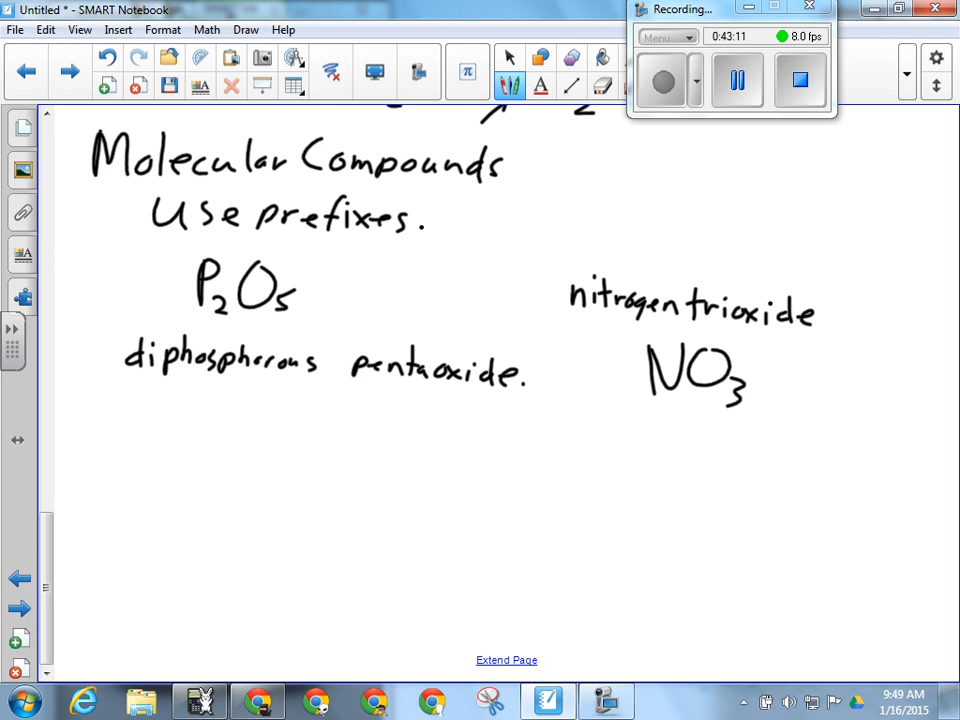 Untitled * - SMART Notebook
Recording...
File Edit View Insert Format Math Draw Help
Menu
0:43:11
8.0 fps
π
A
Molecular Compounds
Use prefixes.
P₂O₅
nitrogen trioxide
diphospherous pentaoxide.
NO₃
Extend Page
9:49 AM
1/16/2015